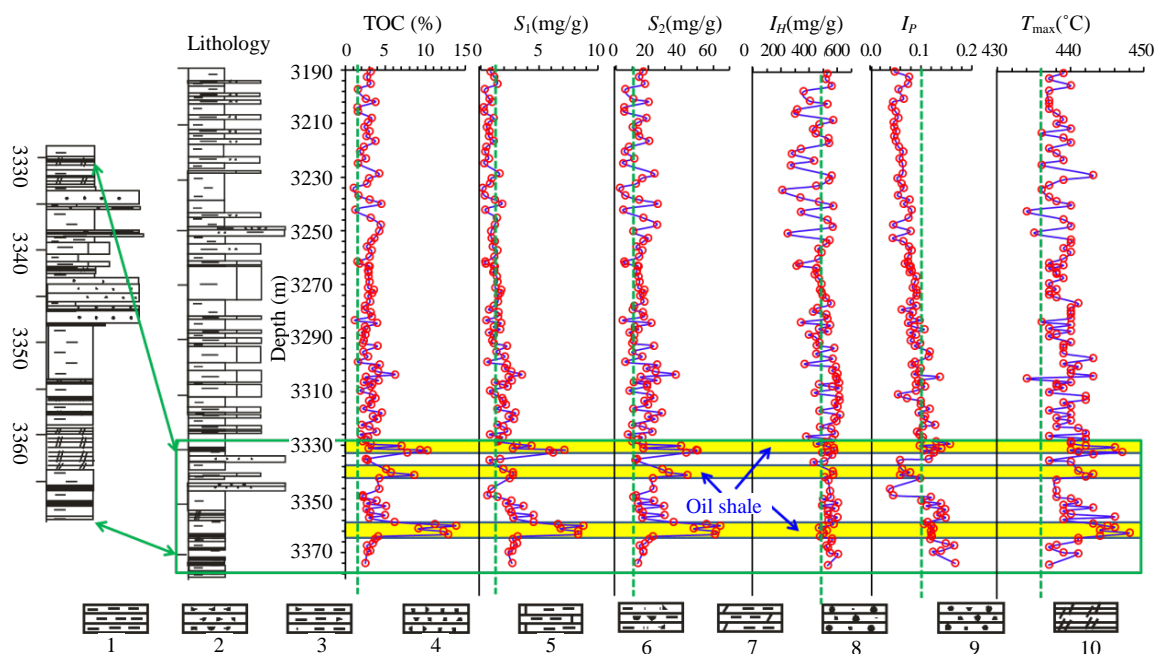 Lithology
TOC (%) S1(mg/g) S2(mg/g) IH(mg/g) IP Tmax(˚C)
0 5 10 15 0 5 10 0 20 40 60 0 200 400 600 0.0 0.1 0.2 430 440 450
Depth (m)
3190
3210
3230
3250
3270
3290
3310
3330
3350
3370
3330
3340
3350
3360
Oil shale
1 2 3 4 5 6 7 8 9 10